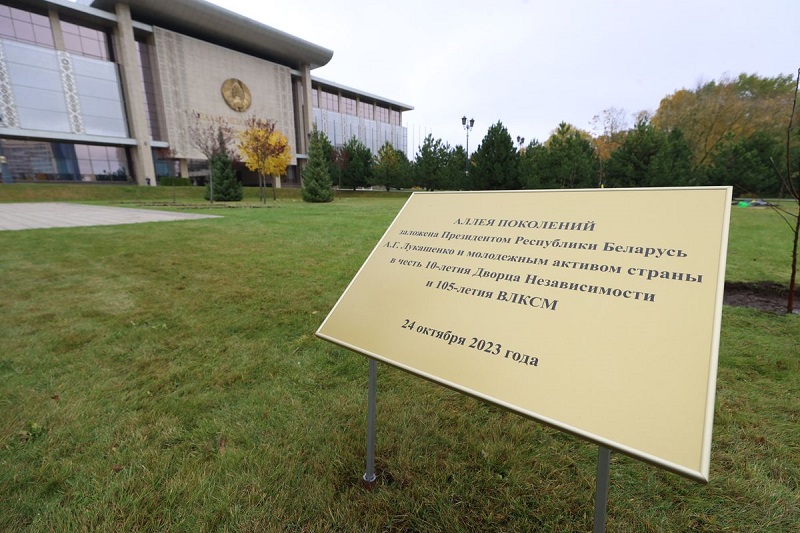 АЛЛЕЯ ПОКОЛЕНИЙ
заложена Президентом Республики Беларусь
А.Г. Лукашенко и молодежным активом страны
в честь 10-летия Дворца Независимости
и 105-летия ВЛКСМ
24 октября 2023 года